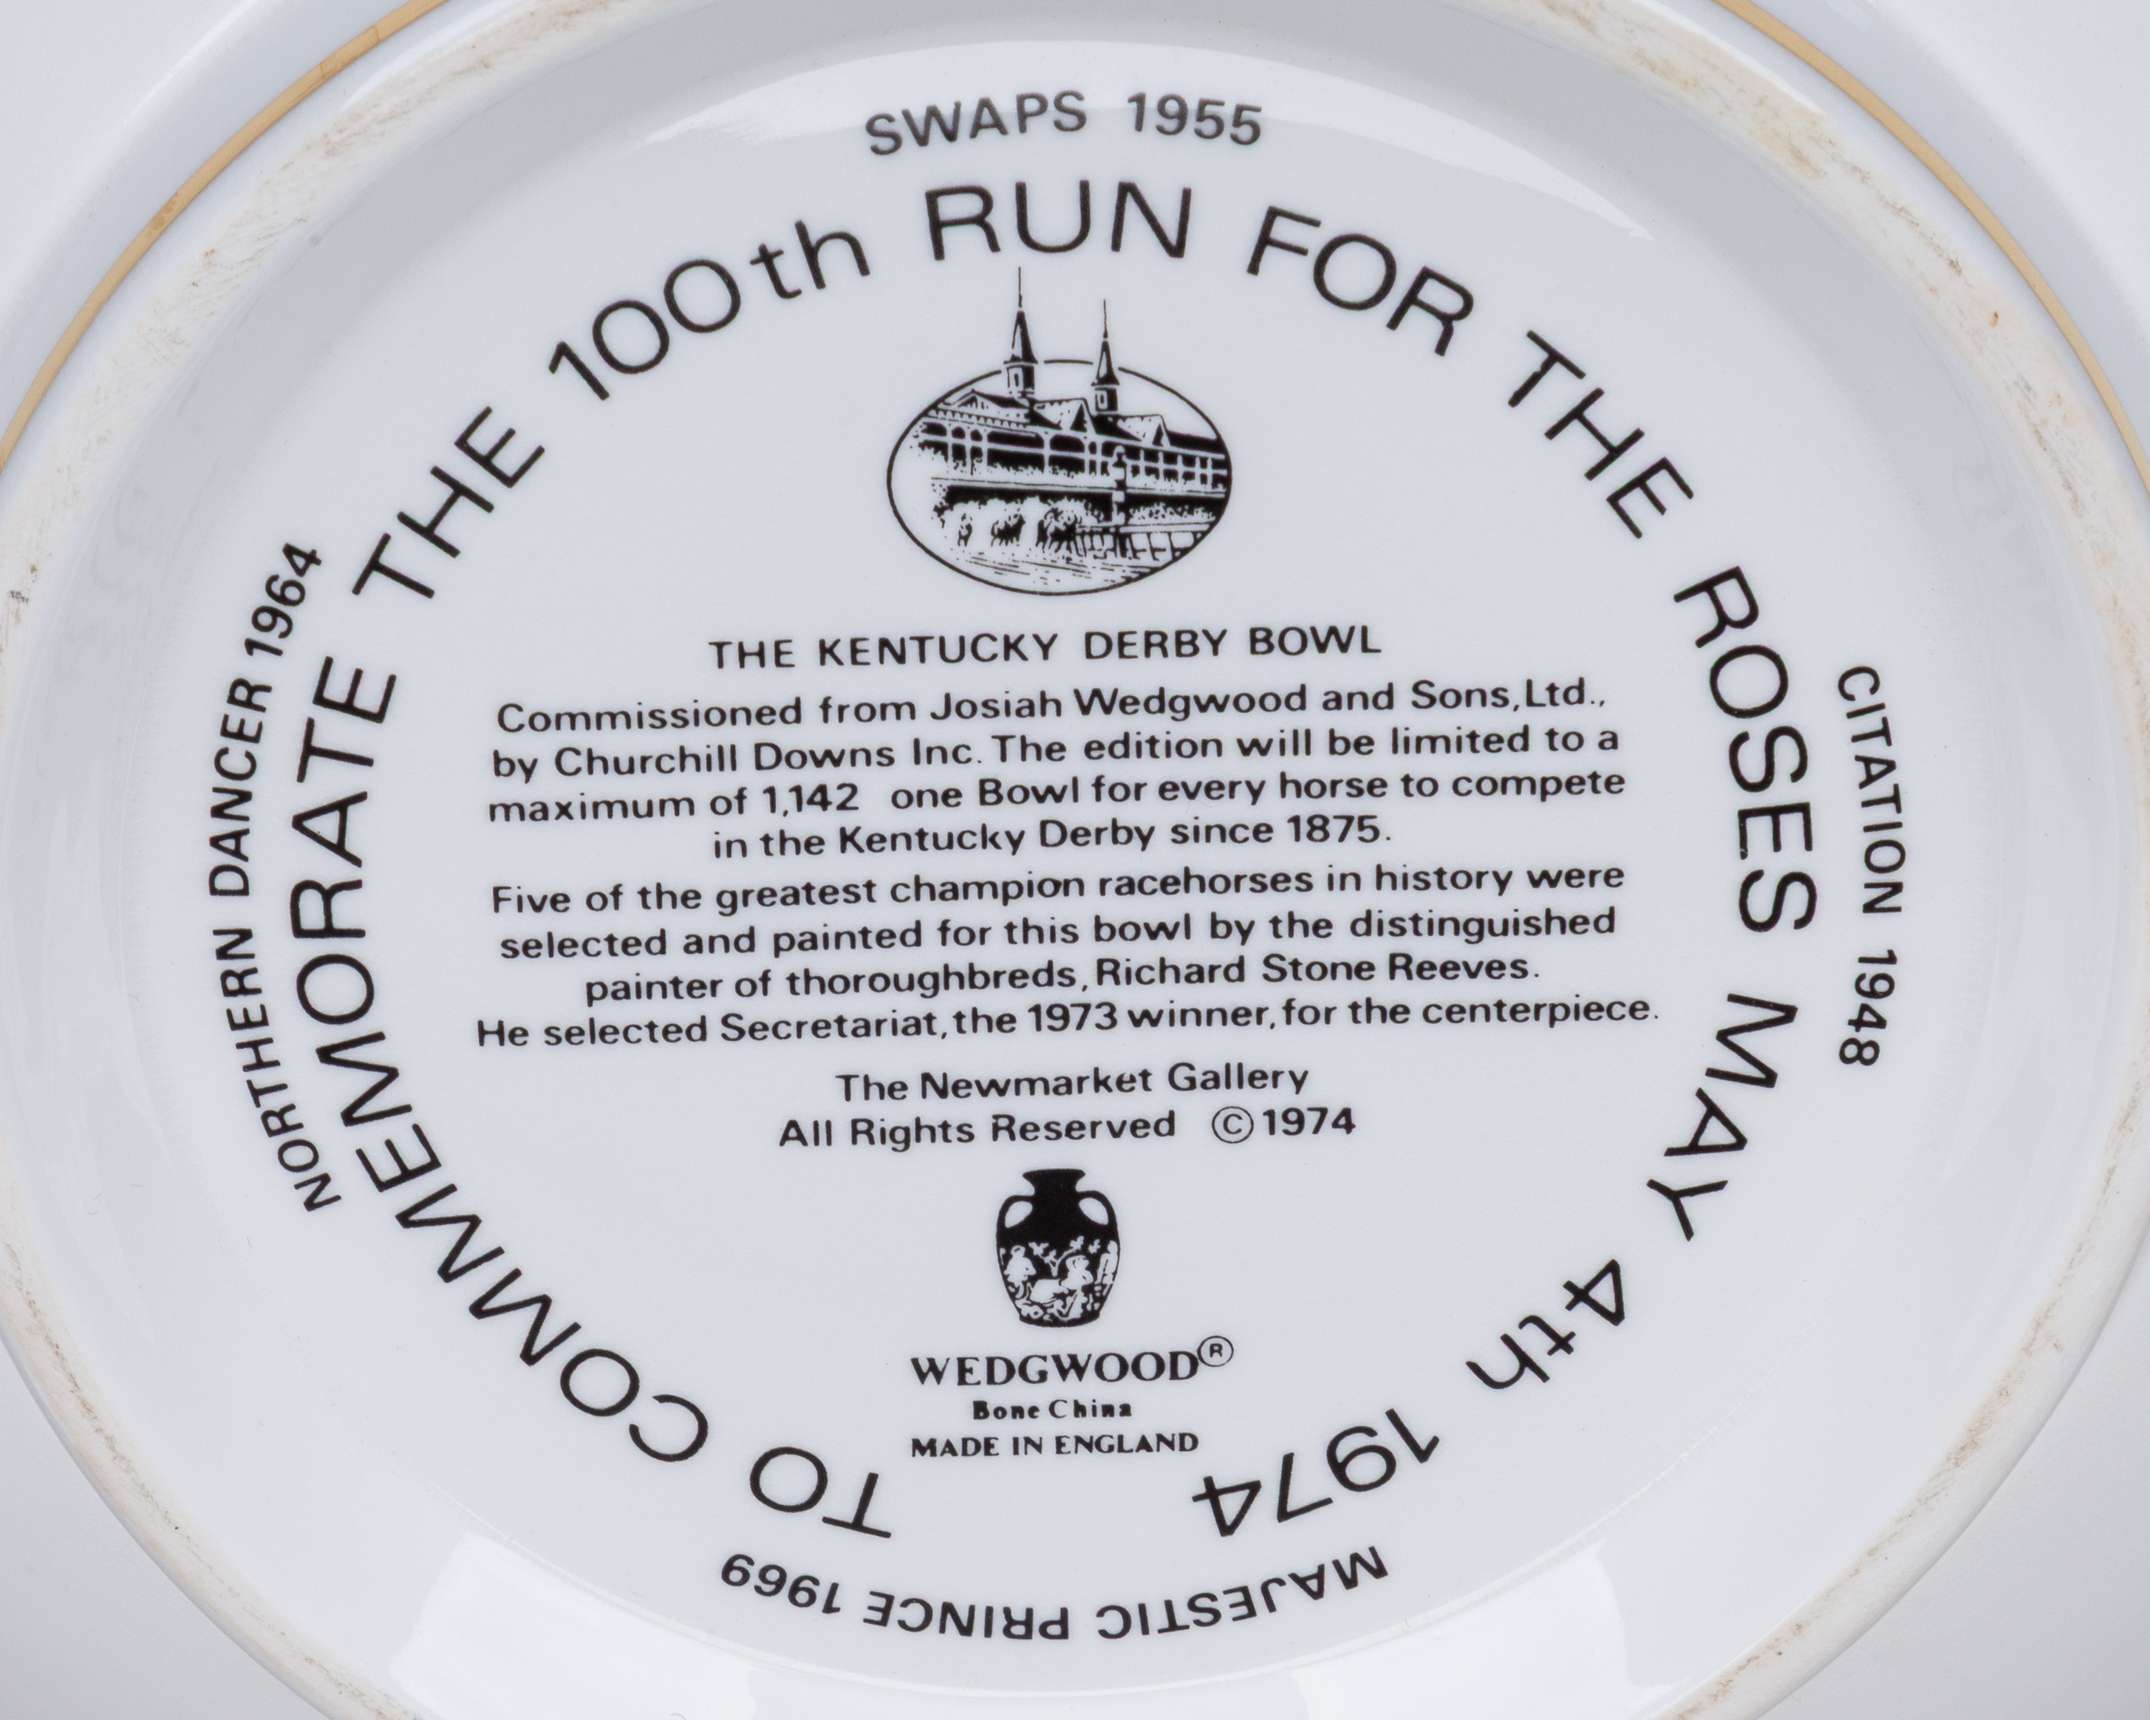 SWAPS 1955
CITATION 1948
MAJESTIC PRINCE 1969
NORTHERN DANCER 1964
TO COMMEMORATE THE 100th RUN FOR THE ROSES MAY 4th 1974
THE KENTUCKY DERBY BOWL
Commissioned from Josiah Wedgwood and Sons, Ltd.,
by Churchill Downs Inc. The edition will be limited to a
maximum of 1,142 one Bowl for every horse to compete
in the Kentucky Derby since 1875.
Five of the greatest champion racehorses in history were
selected and painted for this bowl by the distinguished
painter of thoroughbreds, Richard Stone Reeves.
He selected Secretariat, the 1973 winner, for the centerpiece.
The Newmarket Gallery
All Rights Reserved © 1974
WEDGWOOD®
Bone China
MADE IN ENGLAND